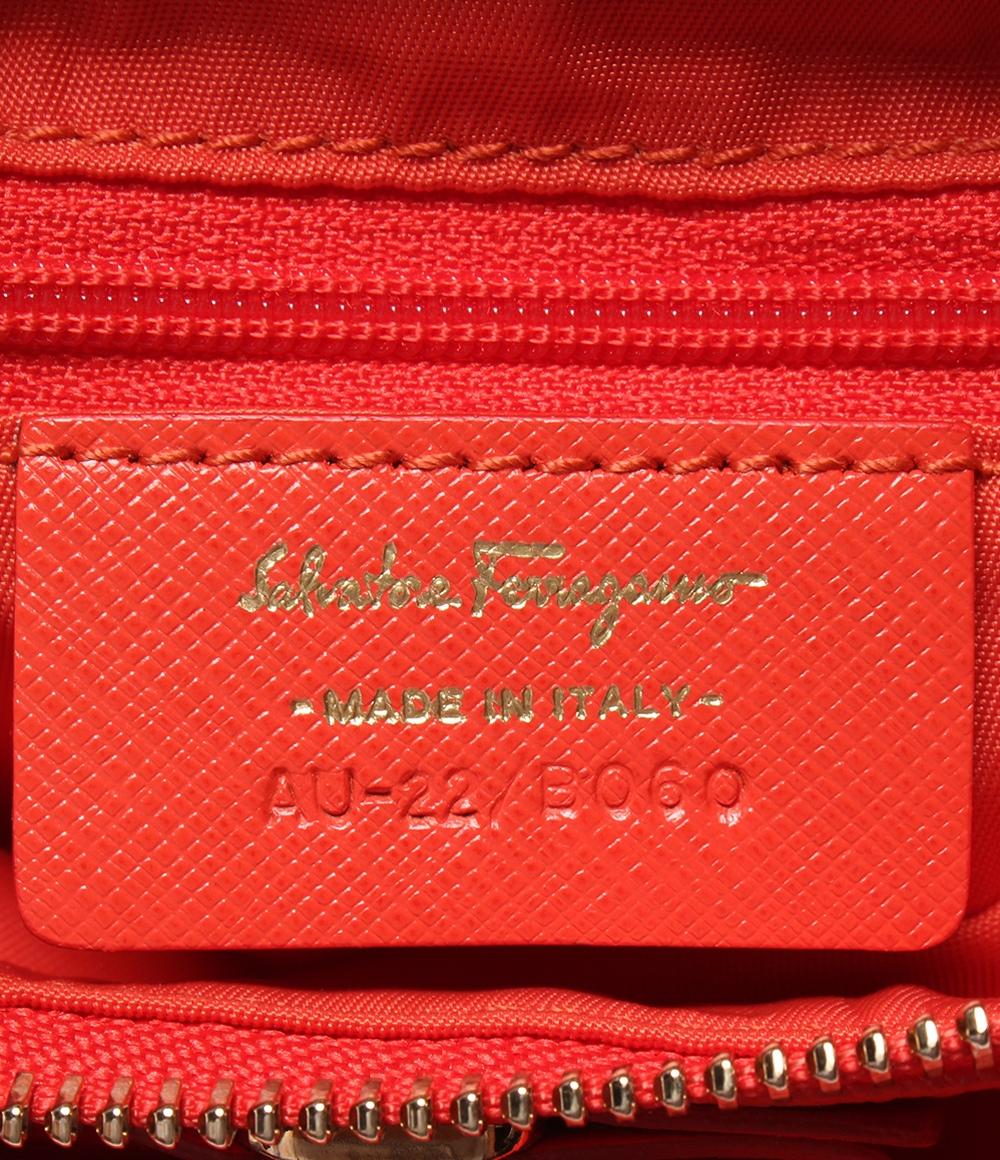 Salvatore Ferragamo
-MADE IN ITALY-
AU-22/B060